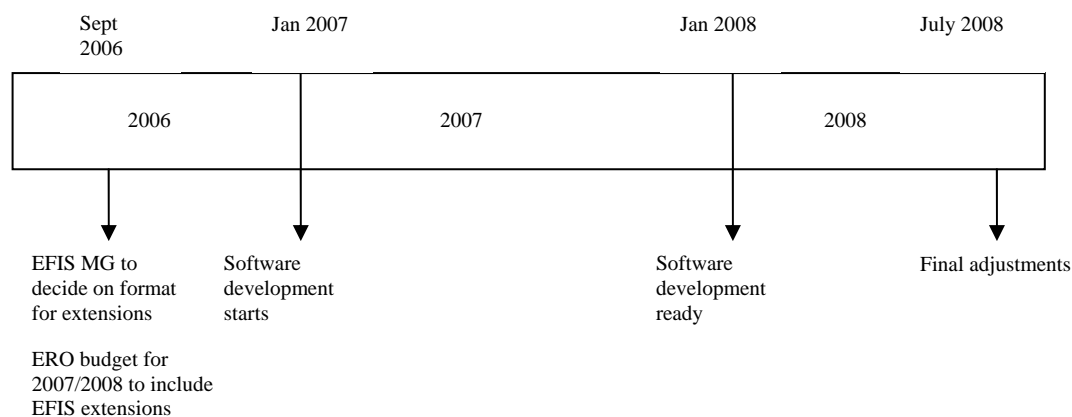 Sept
2006
Jan 2007
Jan 2008
July 2008
2006
2007
2008
EFIS MG to
decide on format
for extensions
ERO budget for
2007/2008 to include
EFIS extensions
Software
development
starts
Software
development
ready
Final adjustments